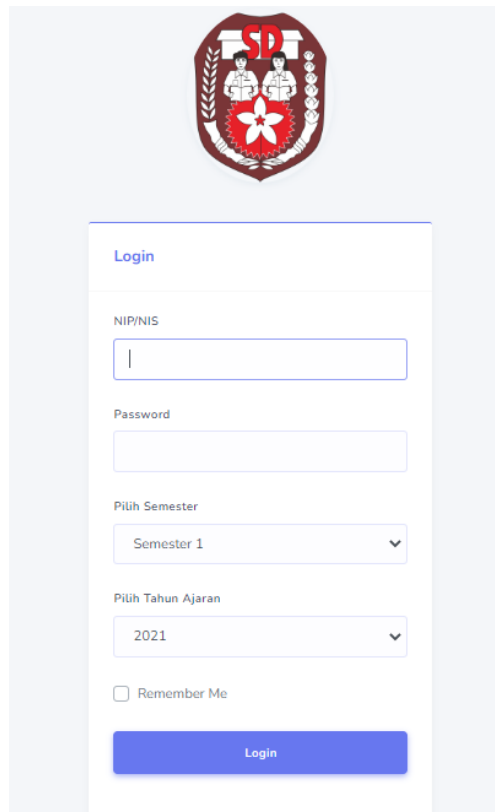 SD
Login
NIP/NIS
Password
Pilih Semester
Semester 1
Pilih Tahun Ajaran
2021
Remember Me
Login